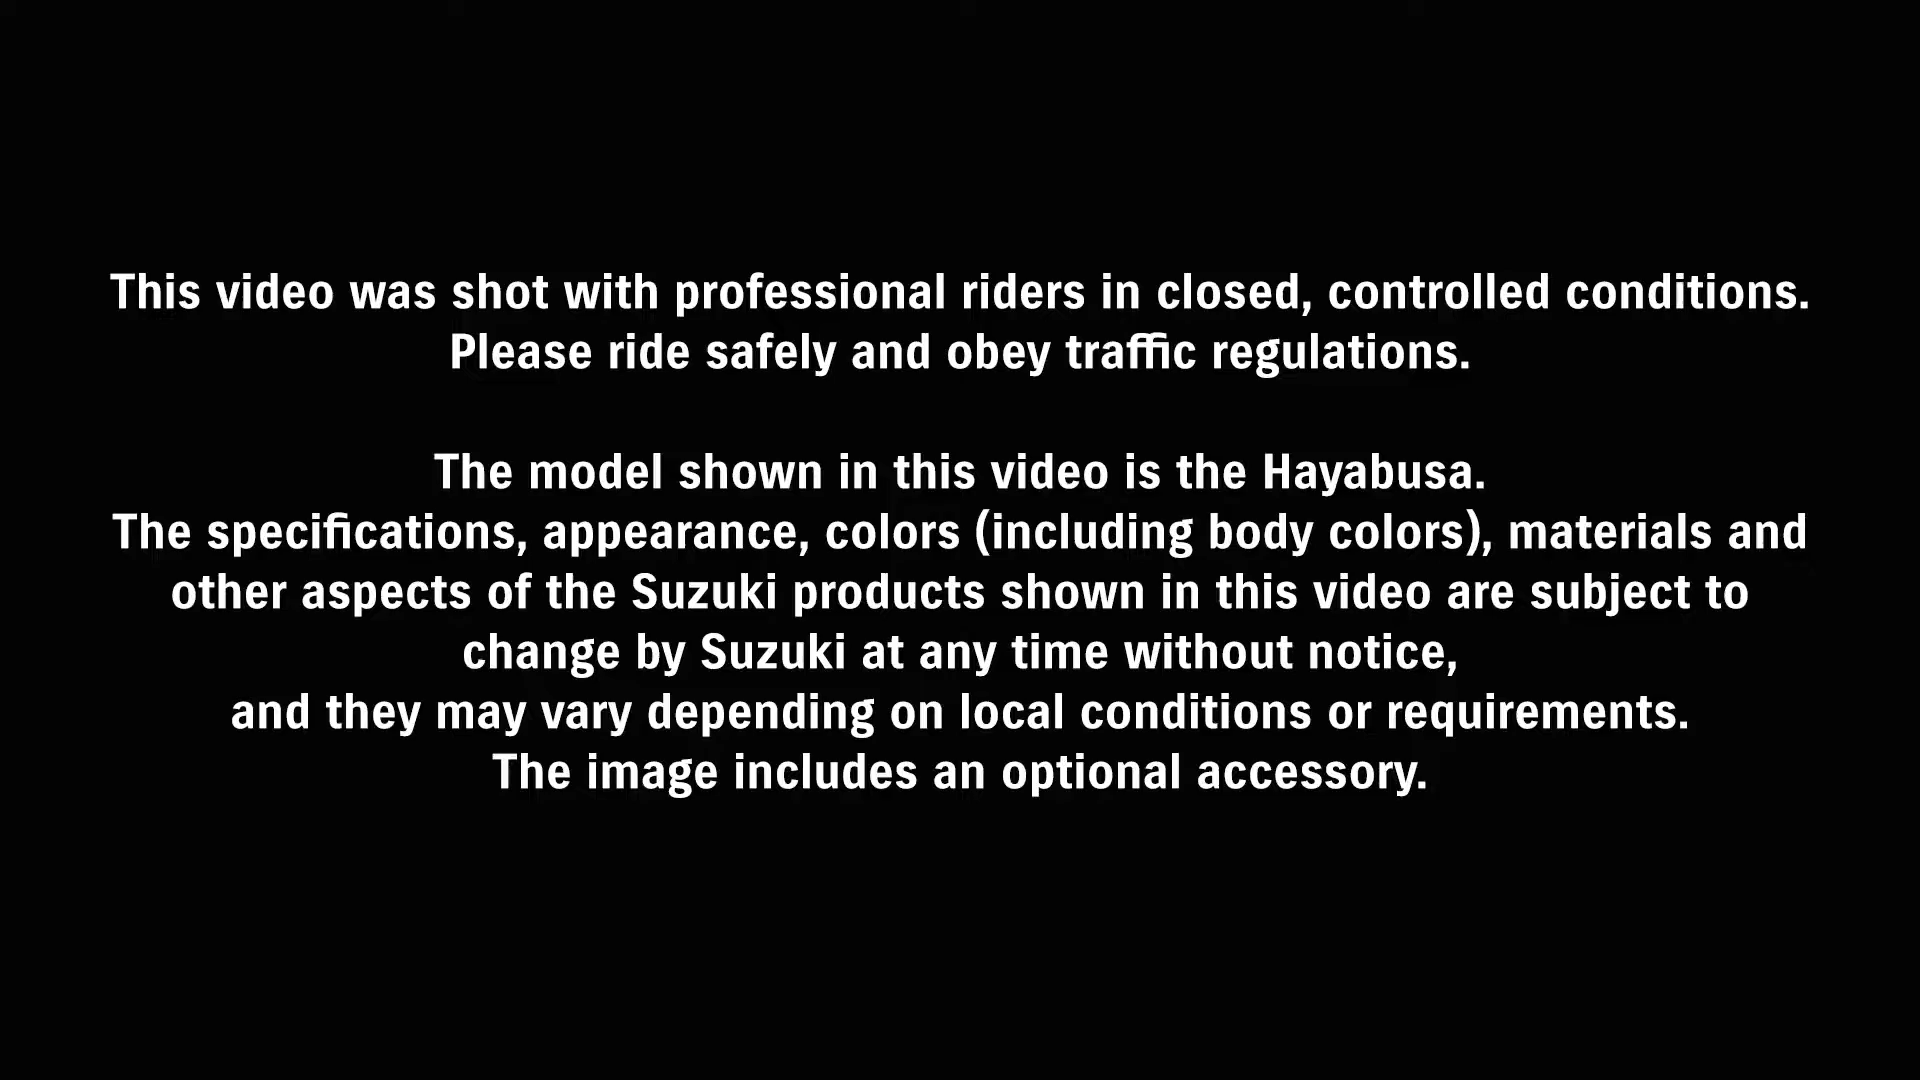 This video was shot with professional riders in closed, controlled conditions.
Please ride safely and obey traffic regulations.
The model shown in this video is the Hayabusa.
The specifications, appearance, colors (including body colors), materials and
other aspects of the Suzuki products shown in this video are subject to
change by Suzuki at any time without notice,
and they may vary depending on local conditions or requirements.
The image includes an optional accessory.